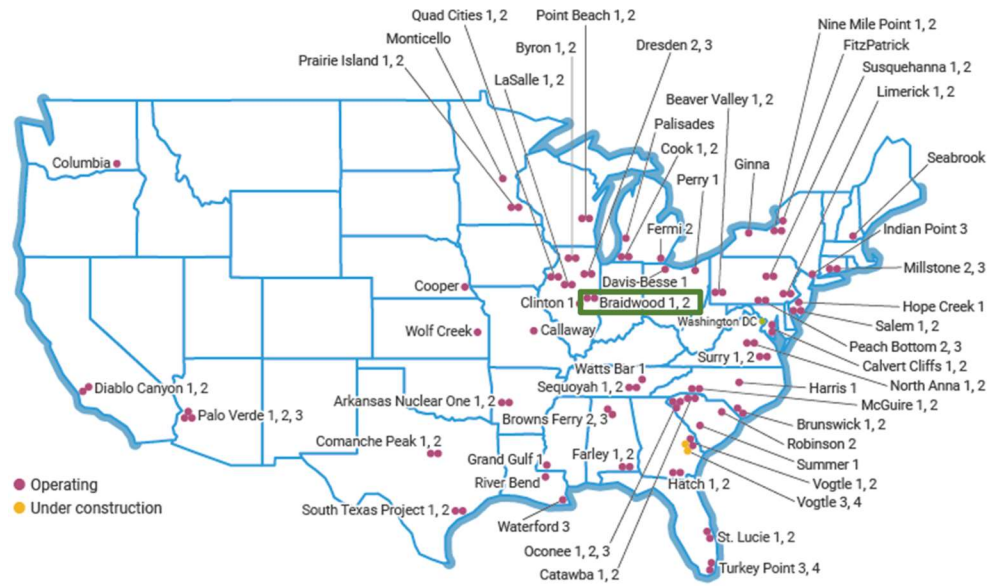 Quad Cities 1, 2
Point Beach 1, 2
Nine Mile Point 1, 2
Monticello
Byron 1, 2
Dresden 2, 3
FitzPatrick
Prairie Island 1, 2
Susquehanna 1, 2
LaSalle 1, 2
Limerick 1, 2
Beaver Valley 1, 2
Palisades
Cook 1, 2
Ginna
Seabrook
Columbia
Perry 1
Fermi 2
Indian Point 3
Millstone 2, 3
Davis-Besse 1
Cooper
Clinton 1
Braidwood 1, 2
Hope Creek 1
Washington DC
Salem 1, 2
Wolf Creek
Callaway
Peach Bottom 2, 3
Surry 1, 2
Calvert Cliffs 1, 2
Watts Bar 1
North Anna 1, 2
Diablo Canyon 1, 2
Sequoyah 1, 2
Harris 1
Arkansas Nuclear One 1, 2
McGuire 1, 2
Palo Verde 1, 2, 3
Browns Ferry 2, 3
Brunswick 1, 2
Comanche Peak 1, 2
Robinson 2
Farley 1, 2
Grand Gulf 1
Summer 1
River Bend
Hatch 1, 2
Vogtle 1, 2
Operating
Vogtle 3, 4
Under construction
South Texas Project 1, 2
Waterford 3
St. Lucie 1, 2
Oconee 1, 2, 3
Turkey Point 3, 4
Catawba 1, 2